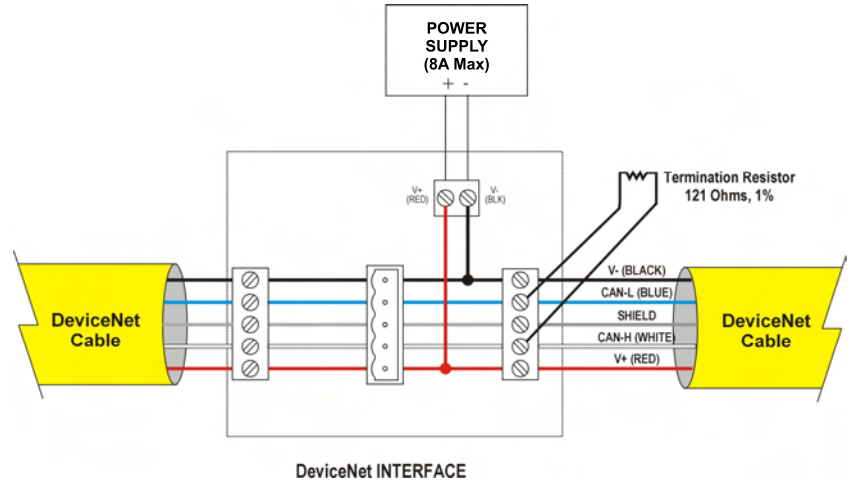 POWER
SUPPLY
(8A Max)
+ -
V+
(RED)
V-
(BLK)
Termination Resistor
121 Ohms, 1%
V- (BLACK)
CAN-L (BLUE)
SHIELD
CAN-H (WHITE)
V+ (RED)
DeviceNet
Cable
DeviceNet
Cable
DeviceNet INTERFACE